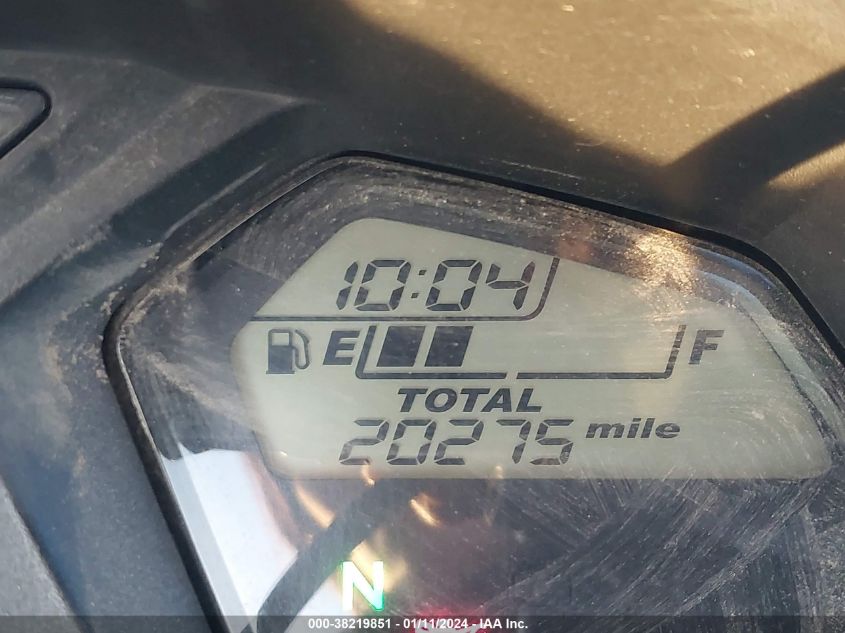 10:04
E F
TOTAL
20275 mile
N
000-38219851 - 01/11/2024 - IAA Inc.